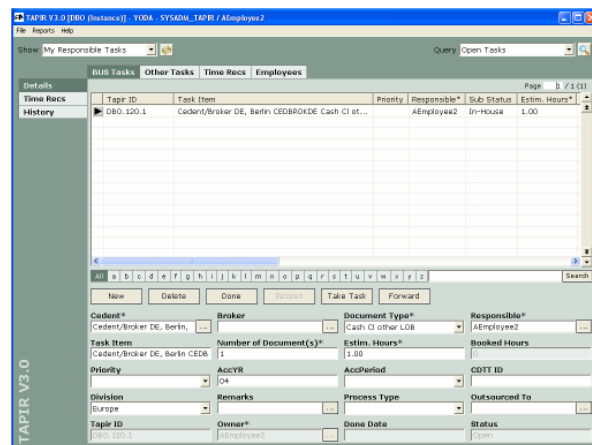 TAPIR V3.0 [DBO (Instance)] - YODA - SYSADM_TAPIR / AEmployee2
File Reports Help
Show My Responsible Tasks Query Open Tasks
BUS Tasks Other Tasks Time Recs Employees
Details Page 1 / 1 (1)
Time Recs
History
Tapir ID Task Item Priority Responsible* Sub Status Estim. Hours*
DBO.120.1 Cedent/Broker DE, Berlin CEDBROKDE Cash Cl ot... AEmployee2 In-House 1.00
All a b c d e f g h i j k l m n o p q r s t u v w x y z Search
New Delete Done Reopen Take Task Forward
Cedent* Broker Document Type* Responsible*
Cedent/Broker DE, Berlin, ... ... Cash Cl other LOB AEmployee2 ...
Task Item Number of Document(s)* Estim. Hours* Booked Hours
Cedent/Broker DE, Berlin CEDB 1 1.00 0
Priority AccYR AccPeriod CDTT ID
04
Division Remarks Process Type Outsourced To
Europe ... ...
Tapir ID Owner* Done Date Status
DBO.120.1 AEmployee2 ... Open
TAPIR V3.0